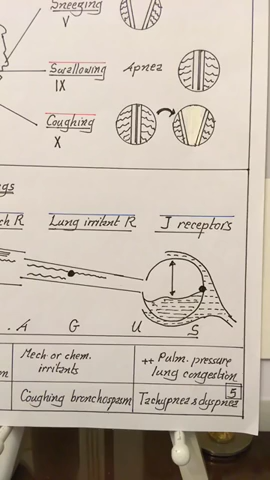 Sneezing
V
Swallowing Apnea
IX
Coughing
X
ch R Lung irritant R J receptors
. A G U S
Mech or chem. ++ Pulm. pressure
irritants lung congestion
5
Coughing bronchospasm Tachypnea & dyspnea